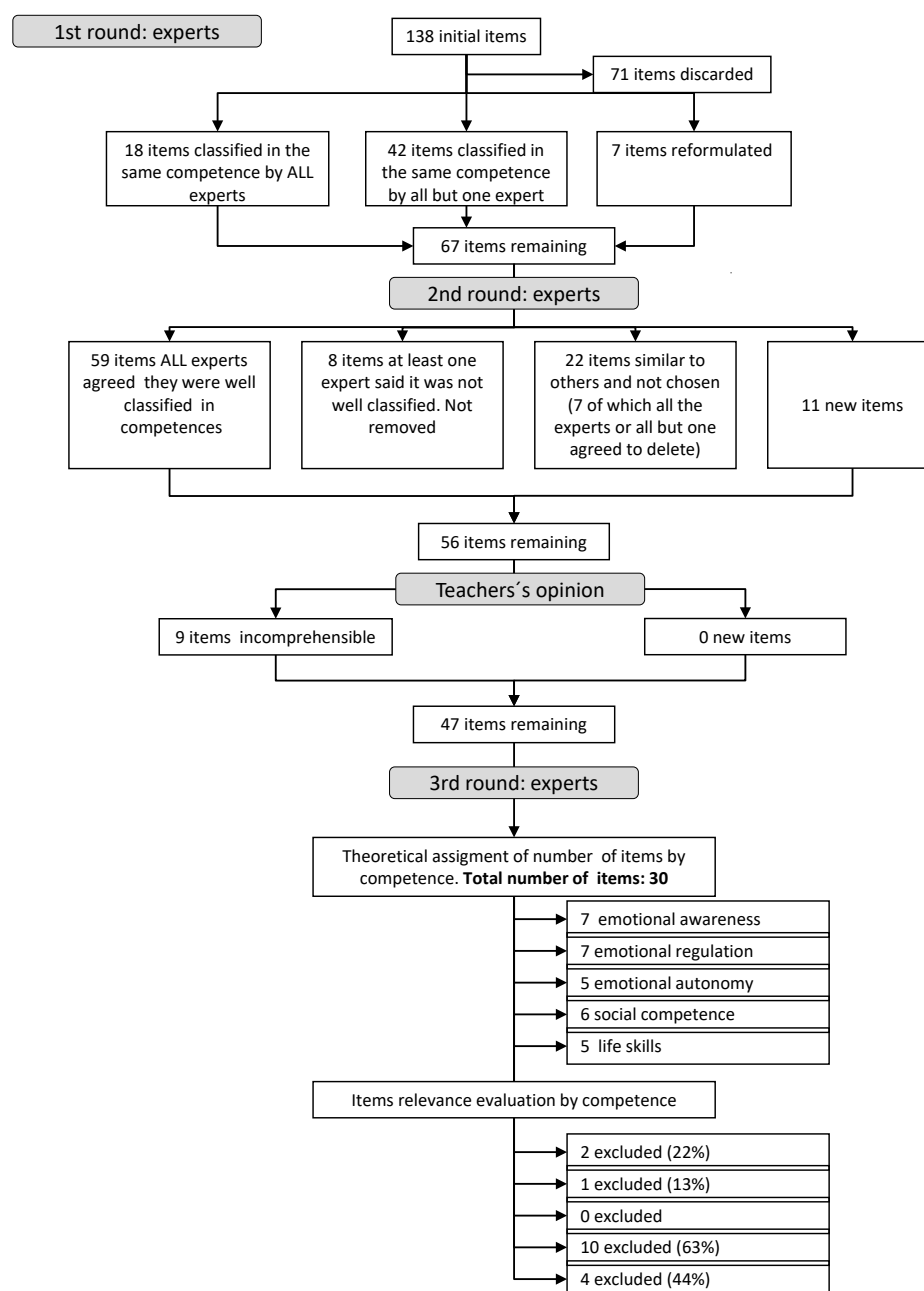 1st round: experts
138 initial items
71 items discarded
18 items classified in the
same competence by ALL
experts
42 items classified in
the same competence
by all but one expert
7 items reformulated
67 items remaining
2nd round: experts
59 items ALL experts
agreed they were well
classified in
competences
8 items at least one
expert said it was not
well classified. Not
removed
22 items similar to
others and not chosen
(7 of which all the
experts or all but one
agreed to delete)
11 new items
56 items remaining
Teachers´s opinion
9 items incomprehensible
0 new items
47 items remaining
3rd round: experts
Theoretical assigment of number of items by
competence. Total number of items: 30
7 emotional awareness
7 emotional regulation
5 emotional autonomy
6 social competence
5 life skills
Items relevance evaluation by competence
2 excluded (22%)
1 excluded (13%)
0 excluded
10 excluded (63%)
4 excluded (44%)